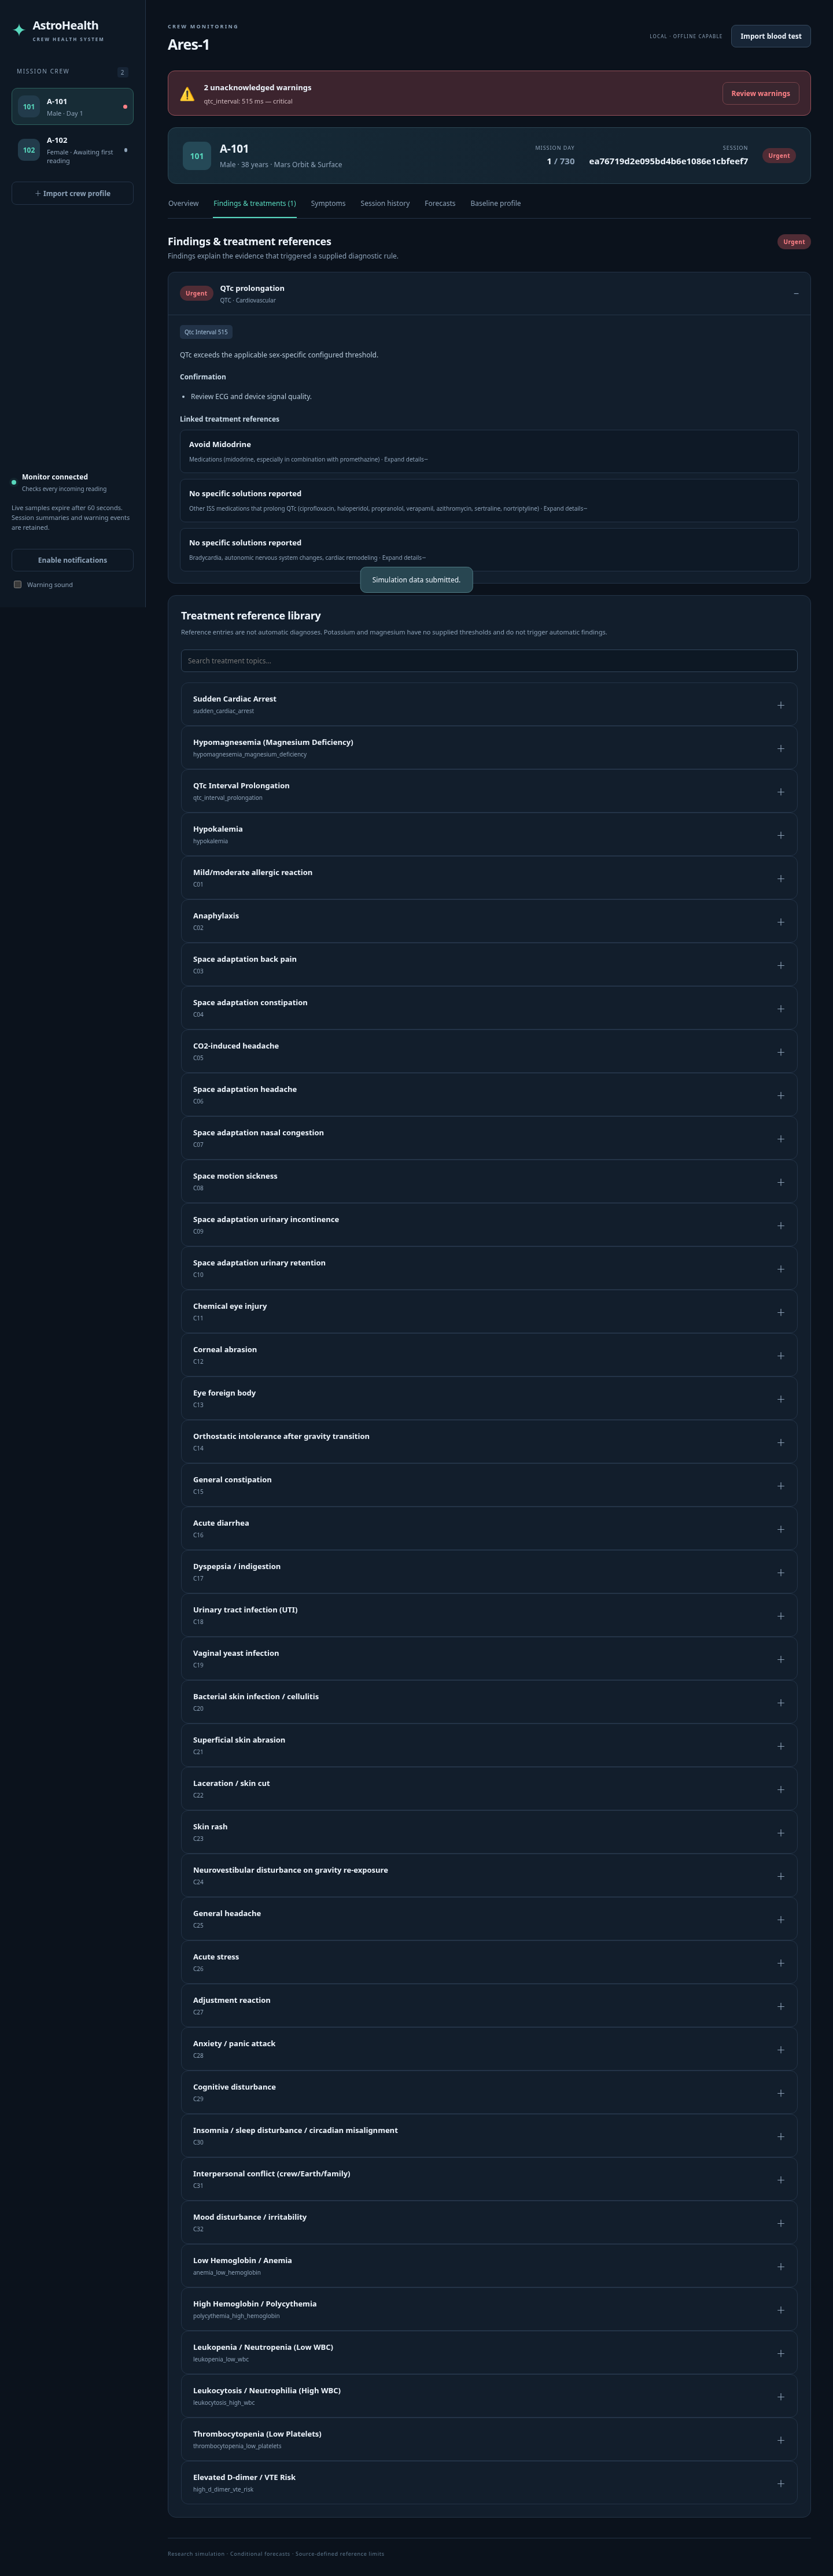 AstroHealth
CREW HEALTH SYSTEM
MISSION CREW
2
101
A-101
Male · Day 1
102
A-102
Female · Awaiting first
reading
+ Import crew profile
Monitor connected
Checks every incoming reading
Live samples expire after 60 seconds.
Session summaries and warning events
are retained.
Enable notifications
Warning sound
CREW MONITORING
Ares-1
LOCAL · OFFLINE CAPABLE
Import blood test
2 unacknowledged warnings
qtc_interval: 515 ms — critical
Review warnings
101
A-101
Male · 38 years · Mars Orbit & Surface
MISSION DAY
1 / 730
SESSION
ea76719d2e095bd4b6e1086e1cbfeef7
Urgent
Overview
Findings & treatments (1)
Symptoms
Session history
Forecasts
Baseline profile
Findings & treatment references
Findings explain the evidence that triggered a supplied diagnostic rule.
Urgent
Urgent
QTc prolongation
QTC · Cardiovascular
−
Qtc Interval 515
QTc exceeds the applicable sex-specific configured threshold.
Confirmation
• Review ECG and device signal quality.
Linked treatment references
Avoid Midodrine
Medications (midodrine, especially in combination with promethazine) · Expand details−
No specific solutions reported
Other ISS medications that prolong QTc (ciprofloxacin, haloperidol, propranolol, verapamil, azithromycin, sertraline, nortriptyline) · Expand details−
No specific solutions reported
Bradycardia, autonomic nervous system changes, cardiac remodeling · Expand details−
Simulation data submitted.
Treatment reference library
Reference entries are not automatic diagnoses. Potassium and magnesium have no supplied thresholds and do not trigger automatic findings.
Search treatment topics...
Sudden Cardiac Arrest
sudden_cardiac_arrest
+
Hypomagnesemia (Magnesium Deficiency)
hypomagnesemia_magnesium_deficiency
+
QTc Interval Prolongation
qtc_interval_prolongation
+
Hypokalemia
hypokalemia
+
Mild/moderate allergic reaction
C01
+
Anaphylaxis
C02
+
Space adaptation back pain
C03
+
Space adaptation constipation
C04
+
CO2-induced headache
C05
+
Space adaptation headache
C06
+
Space adaptation nasal congestion
C07
+
Space motion sickness
C08
+
Space adaptation urinary incontinence
C09
+
Space adaptation urinary retention
C10
+
Chemical eye injury
C11
+
Corneal abrasion
C12
+
Eye foreign body
C13
+
Orthostatic intolerance after gravity transition
C14
+
General constipation
C15
+
Acute diarrhea
C16
+
Dyspepsia / indigestion
C17
+
Urinary tract infection (UTI)
C18
+
Vaginal yeast infection
C19
+
Bacterial skin infection / cellulitis
C20
+
Superficial skin abrasion
C21
+
Laceration / skin cut
C22
+
Skin rash
C23
+
Neurovestibular disturbance on gravity re-exposure
C24
+
General headache
C25
+
Acute stress
C26
+
Adjustment reaction
C27
+
Anxiety / panic attack
C28
+
Cognitive disturbance
C29
+
Insomnia / sleep disturbance / circadian misalignment
C30
+
Interpersonal conflict (crew/Earth/family)
C31
+
Mood disturbance / irritability
C32
+
Low Hemoglobin / Anemia
anemia_low_hemoglobin
+
High Hemoglobin / Polycythemia
polycythemia_high_hemoglobin
+
Leukopenia / Neutropenia (Low WBC)
leukopenia_low_wbc
+
Leukocytosis / Neutrophilia (High WBC)
leukocytosis_high_wbc
+
Thrombocytopenia (Low Platelets)
thrombocytopenia_low_platelets
+
Elevated D-dimer / VTE Risk
high_d_dimer_vte_risk
+
Research simulation · Conditional forecasts · Source-defined reference limits